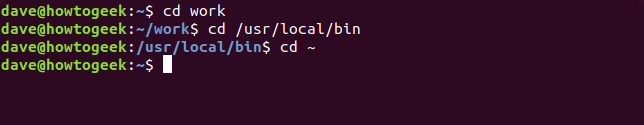 dave@howtogeek:~$ cd work
dave@howtogeek:~/work$ cd /usr/local/bin
dave@howtogeek:/usr/local/bin$ cd ~
dave@howtogeek:~$